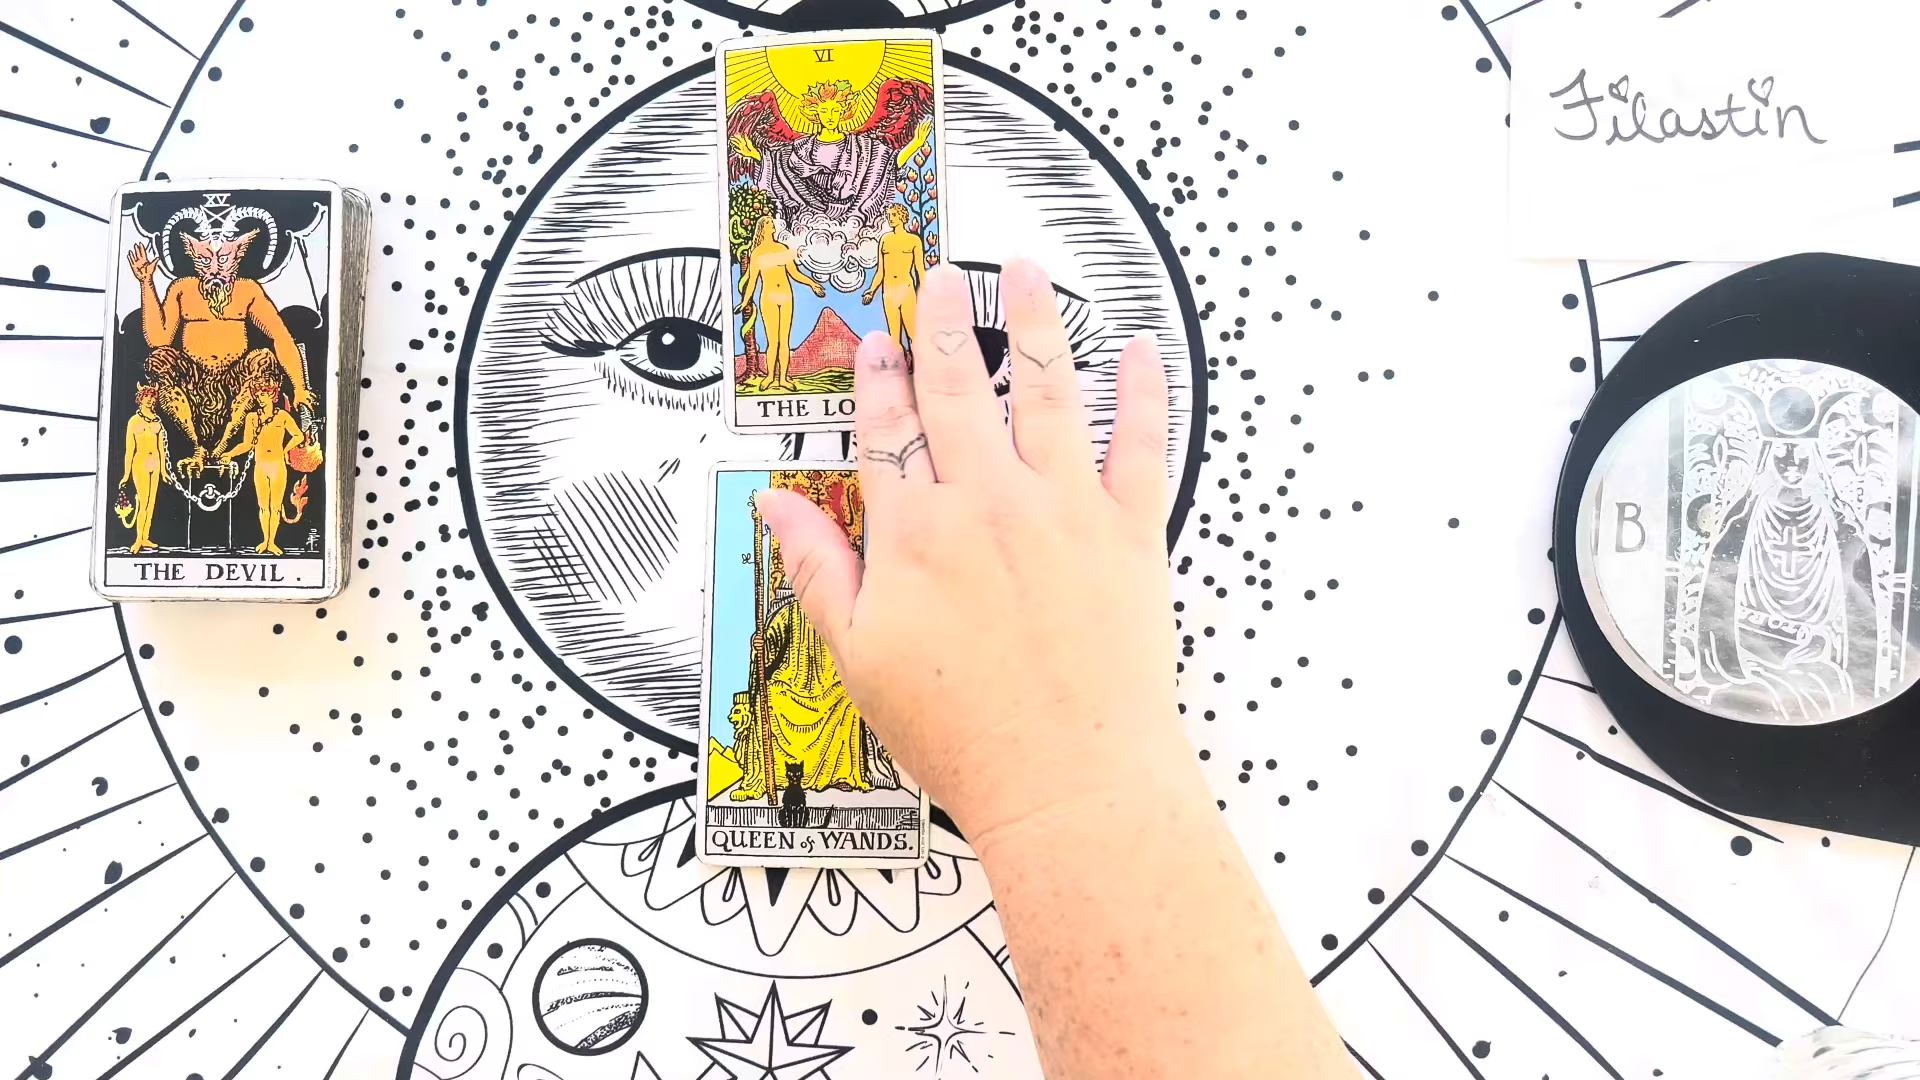 XV
THE DEVIL.
VI
THE LO
QUEEN of WANDS.
Filastin
B